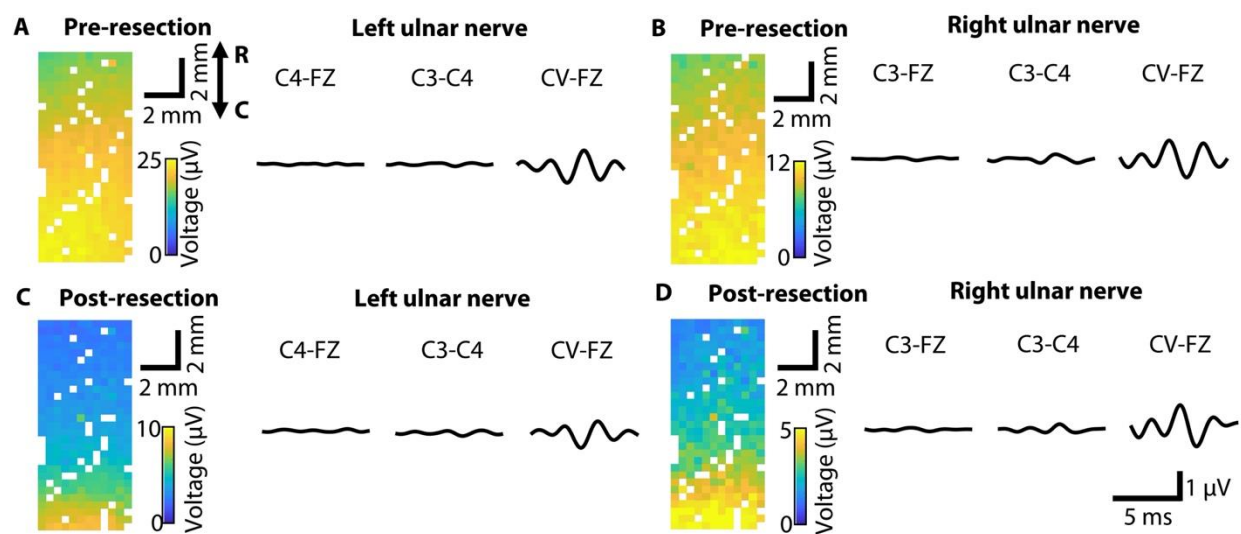 A Pre-resection
R
C
2 mm
2 mm
25
Voltage (µV)
0
Left ulnar nerve
C4-FZ C3-C4 CV-FZ
B Pre-resection
2 mm
2 mm
12
Voltage (µV)
0
Right ulnar nerve
C3-FZ C3-C4 CV-FZ
C Post-resection
2 mm
2 mm
10
Voltage (µV)
0
Left ulnar nerve
C4-FZ C3-C4 CV-FZ
D Post-resection
2 mm
2 mm
5
Voltage (µV)
0
Right ulnar nerve
C3-FZ C3-C4 CV-FZ
1 µV
5 ms